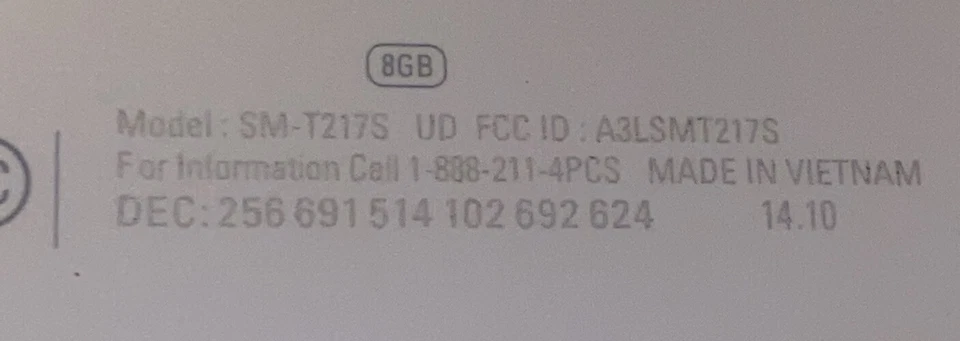 8GB
Model : SM-T217S UD FCC ID : A3LSMT217S
For Information Call 1-888-211-4PCS MADE IN VIETNAM
DEC: 256 691 514 102 692 624 14.10